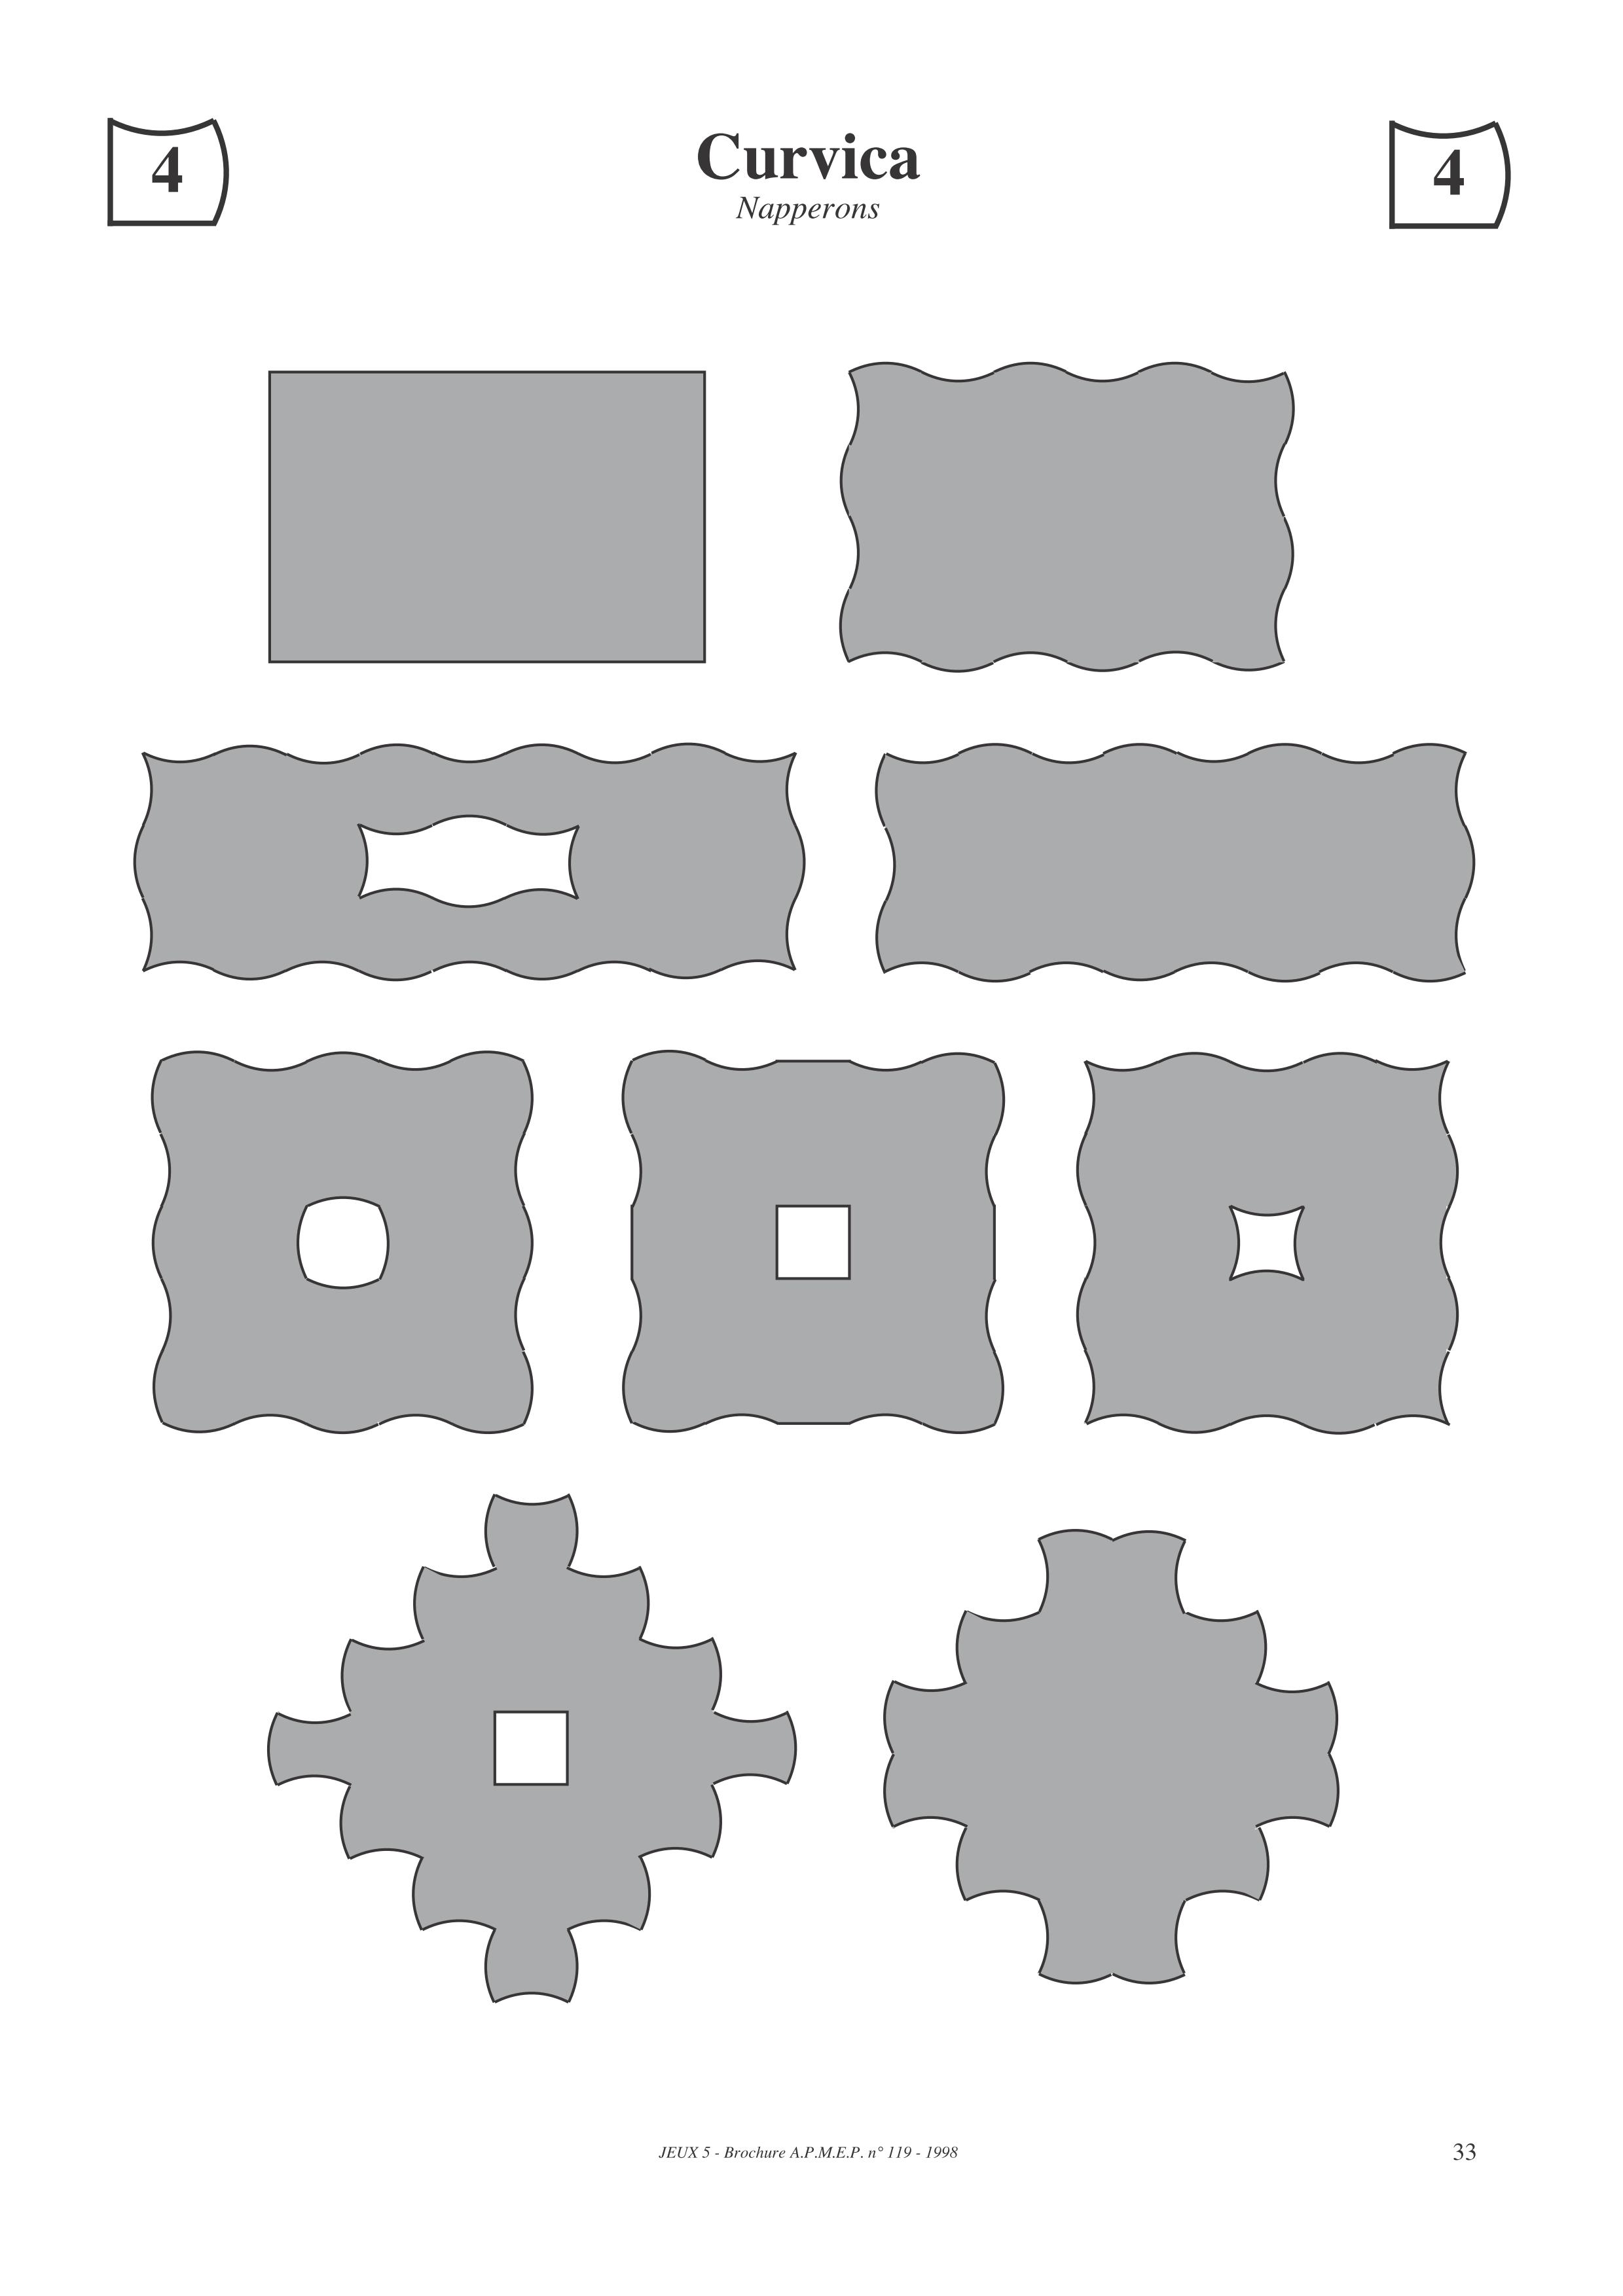 4
Curvica
4
Napperons
JEUX 5 - Brochure A.P.M.E.P. n° 119 - 1998
33